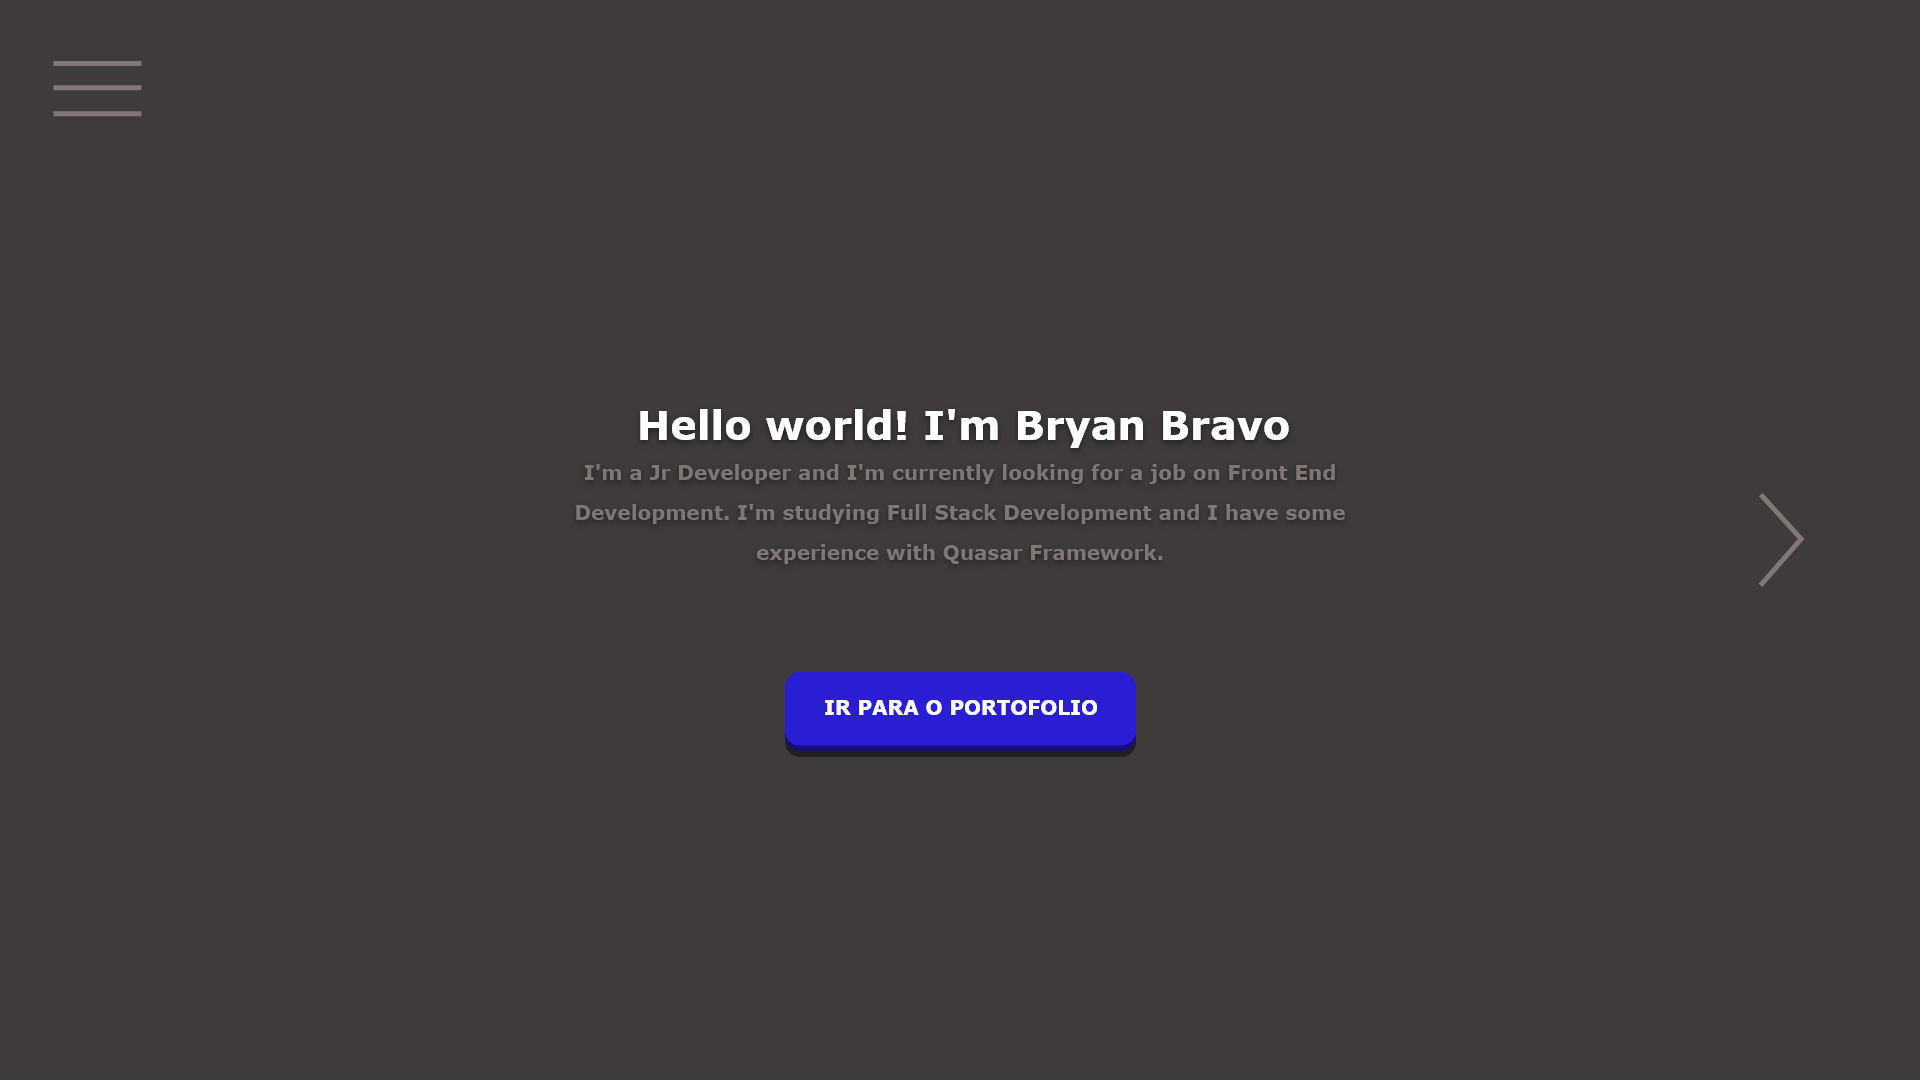 Hello world! I'm Bryan Bravo
I'm a Jr Developer and I'm currently looking for a job on Front End
Development. I'm studying Full Stack Development and I have some
experience with Quasar Framework.
IR PARA O PORTOFOLIO